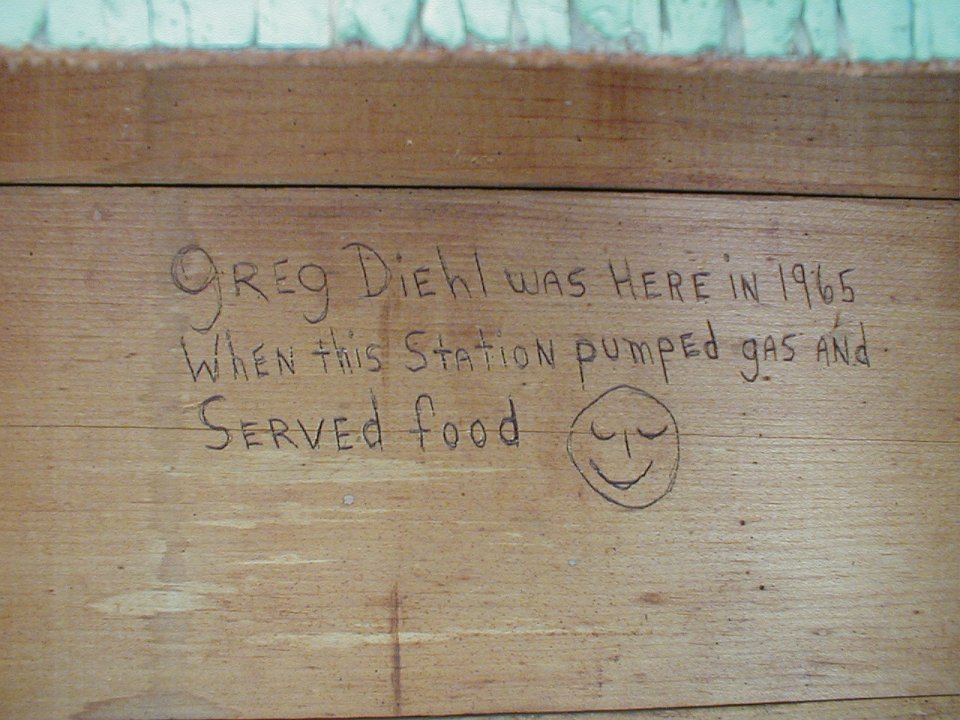 GREG DiEhl WAS HERE iN 1965
WhEN this StAtiON pumpEd gAS ANd
SERVEd food